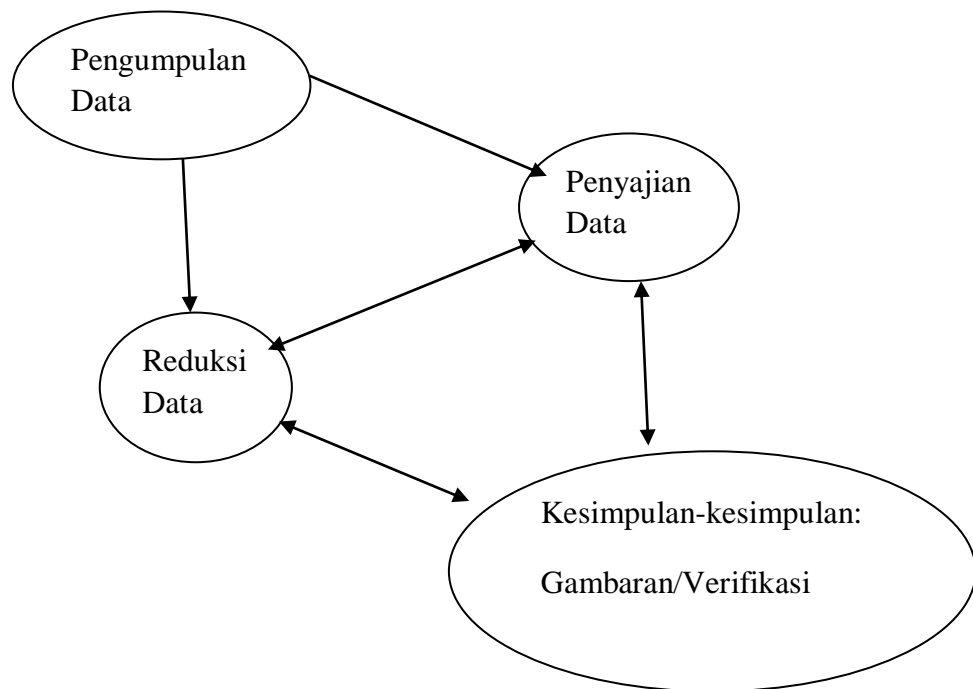 Pengumpulan
Data
Penyajian
Data
Reduksi
Data
Kesimpulan-kesimpulan:
Gambaran/Verifikasi